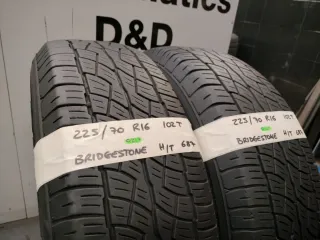 D&D
225/70 R16 102T
BRIDGESTONE H/T
225/70 R16 102T
BRIDGESTONE H/T